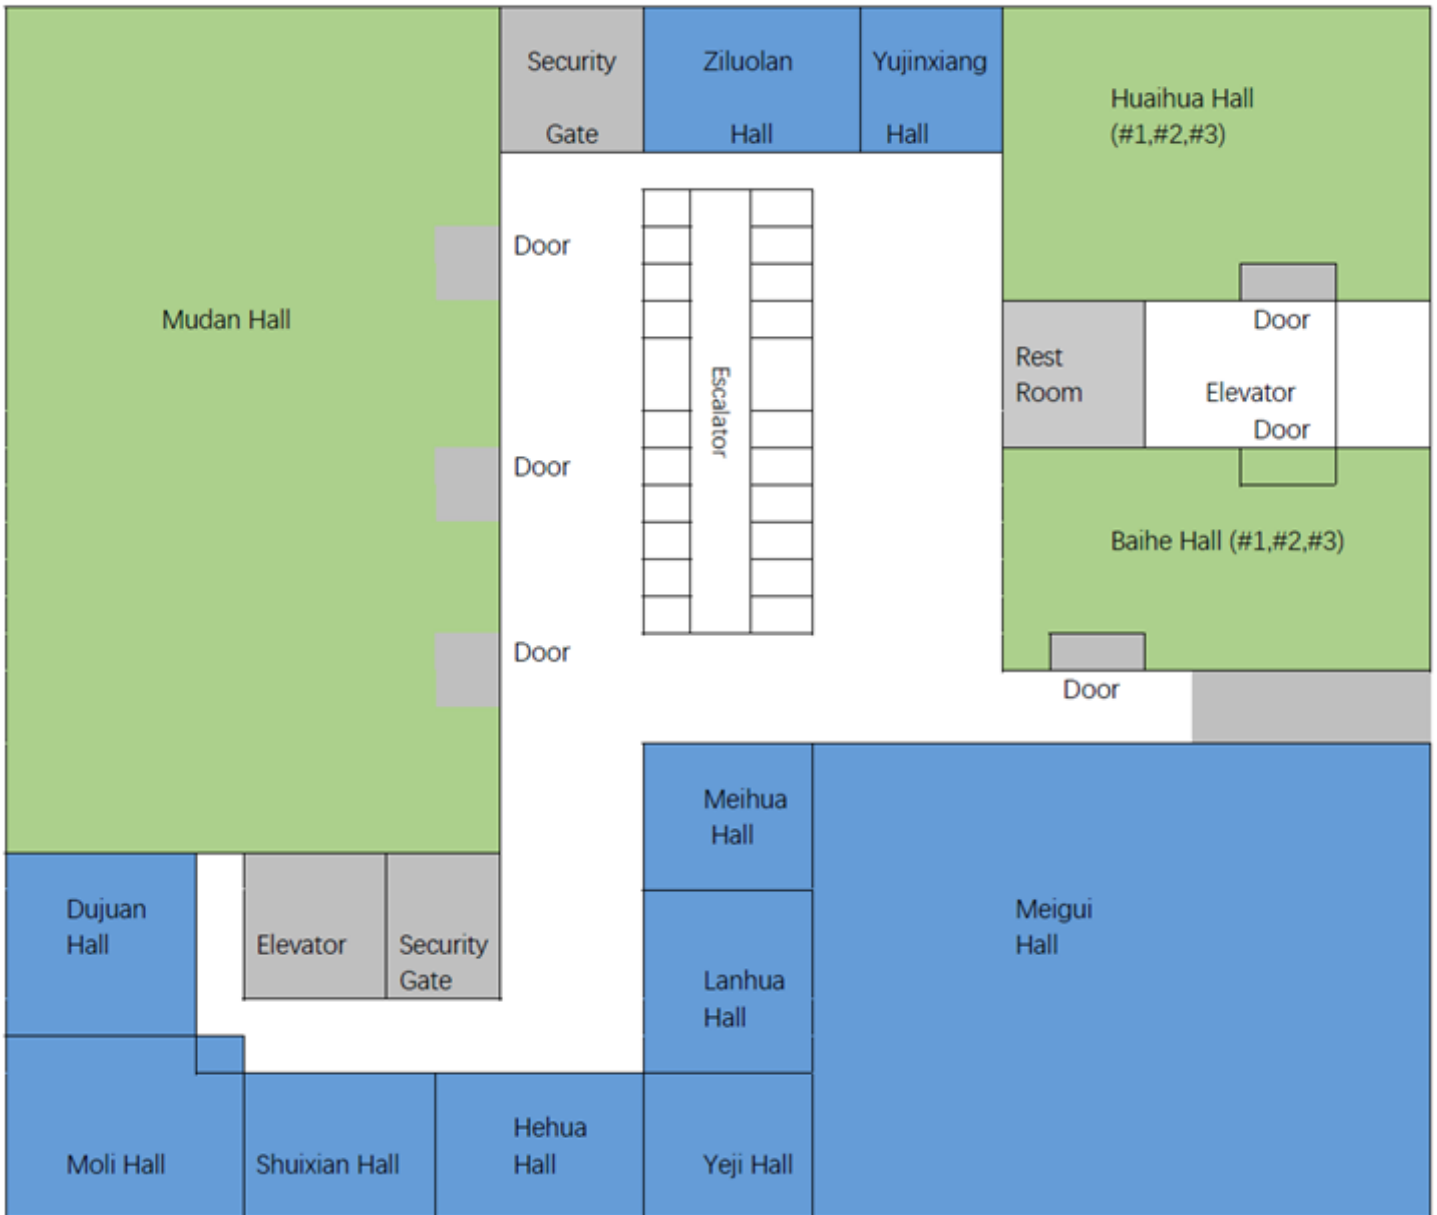 Security
Gate
Ziluolan
Hall
Yujinxiang
Hall
Huaihua Hall
(#1,#2,#3)
Door
Mudan Hall
Door
Rest
Room
Elevator
Door
Escalator
Door
Baihe Hall (#1,#2,#3)
Door
Door
Meihua
Hall
Dujuan
Hall
Elevator
Security
Gate
Lanhua
Hall
Meigui
Hall
Moli Hall
Shuixian Hall
Hehua
Hall
Yeji Hall